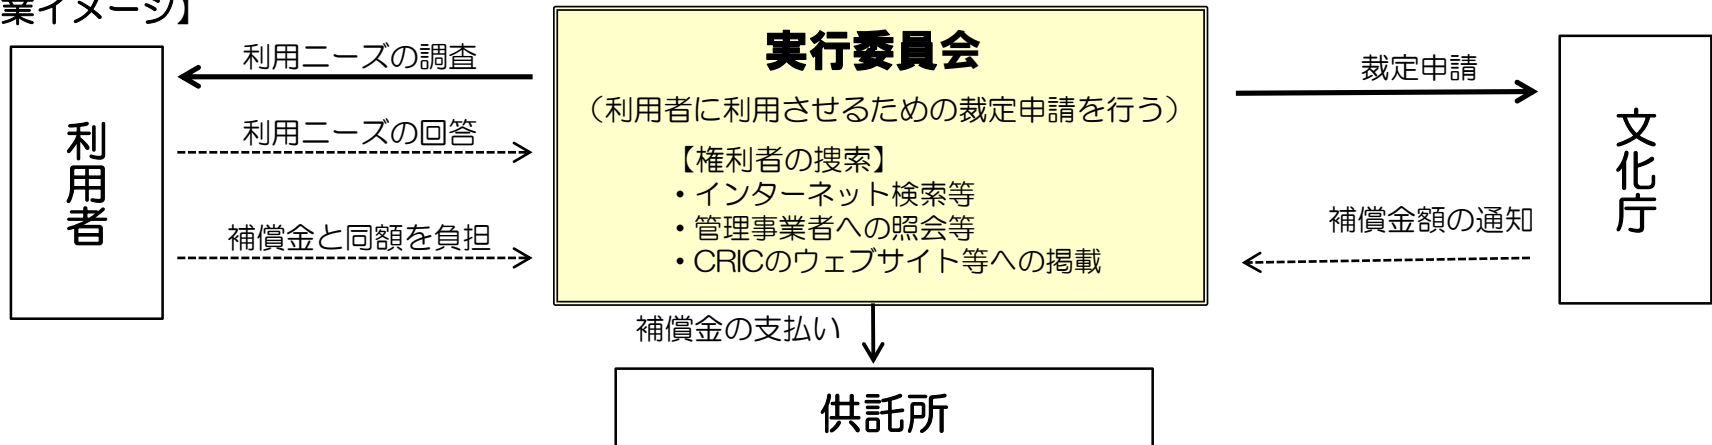 業イメージ】
実行委員会
（利用者に利用させるための裁定申請を行う）
【権利者の捜索】
・インターネット検索等
・管理事業者への照会等
・CRICのウェブサイト等への掲載
利用者
利用ニーズの調査
利用ニーズの回答
補償金と同額を負担
裁定申請
補償金額の通知
文化庁
補償金の支払い
供託所